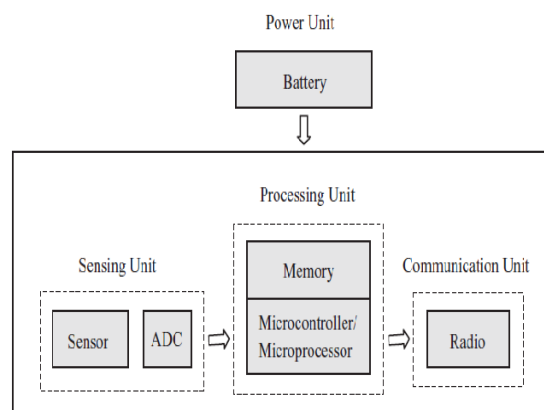 Power Unit
Battery
Processing Unit
Sensing Unit
Memory
Communication Unit
Sensor
ADC
Microcontroller/
Microprocessor
Radio